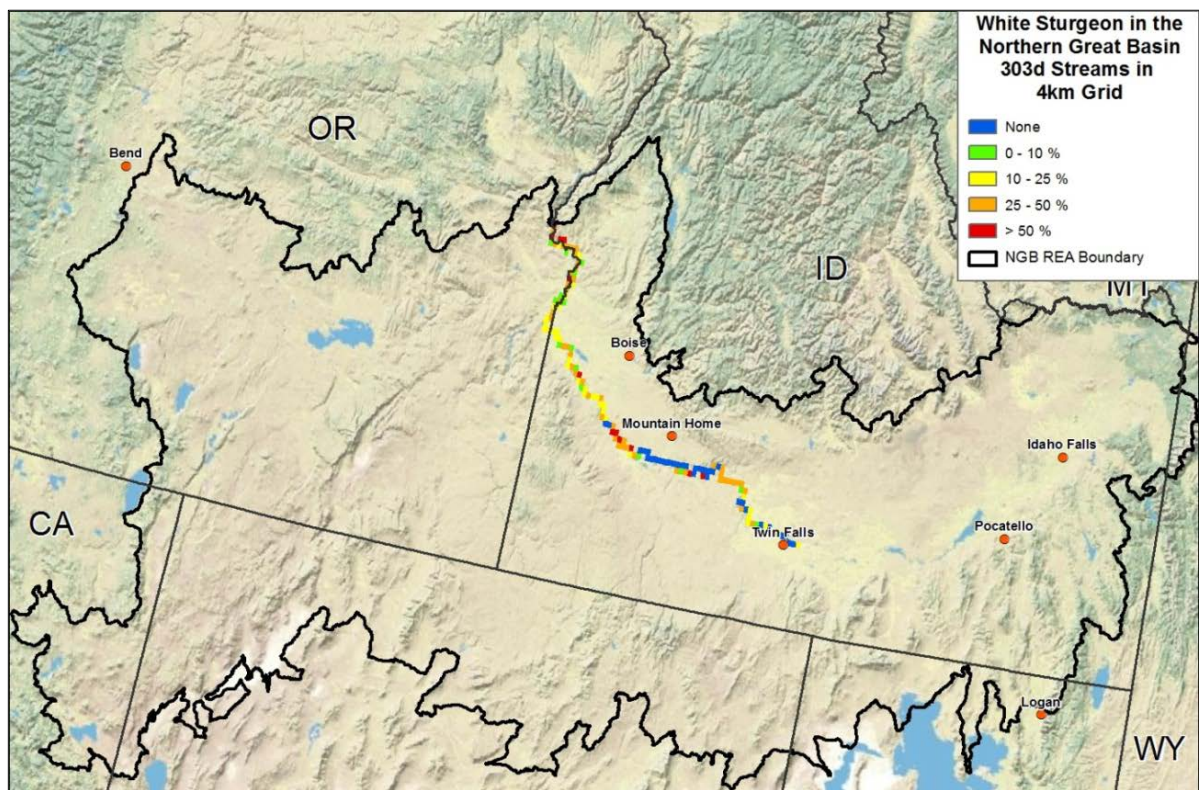 White Sturgeon in the
Northern Great Basin
303d Streams in
4km Grid
None
0 - 10 %
10 - 25 %
25 - 50 %
> 50 %
NGB REA Boundary
OR
Bend
ID
MT
Boise
Mountain Home
Idaho Falls
CA
Twin Falls
Pocatello
Logan
WY